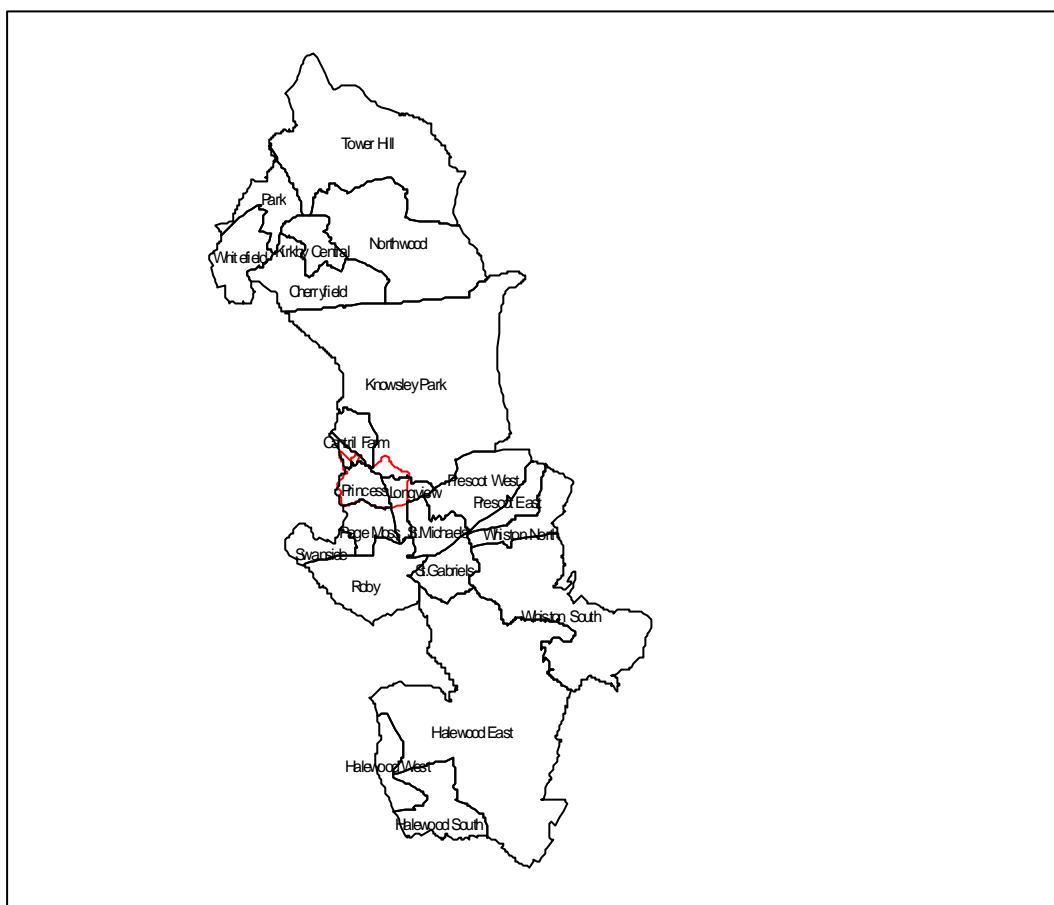 Tower Hill
Park
Northwood
Kirkby Central
Whitefield
Cherryfield
Knowsley Park
Cantril Farm
Prescot West
Princess
Longview
Prescot East
Page Moss
St.Michaels
Whiston North
Swanside
St.Gabriels
Roby
Whiston South
Halewood East
Halewood West
Halewood South